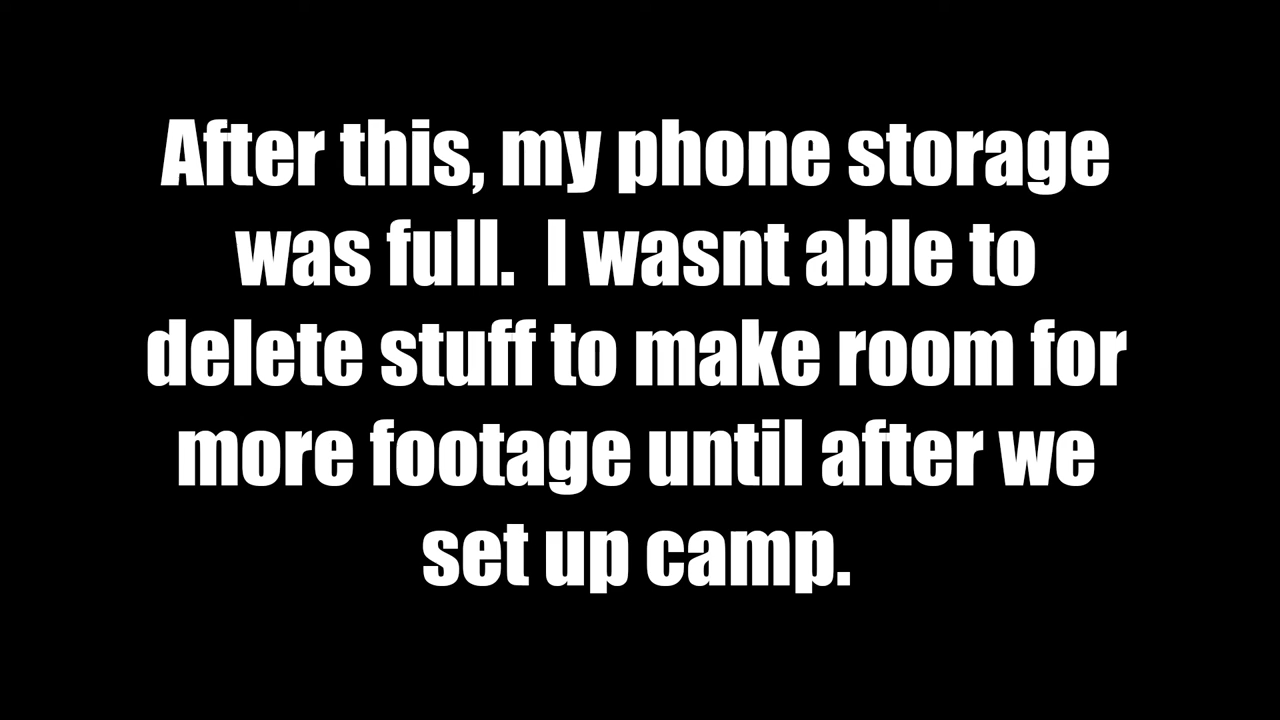 After this, my phone storage
was full.  I wasnt able to
delete stuff to make room for
more footage until after we
set up camp.